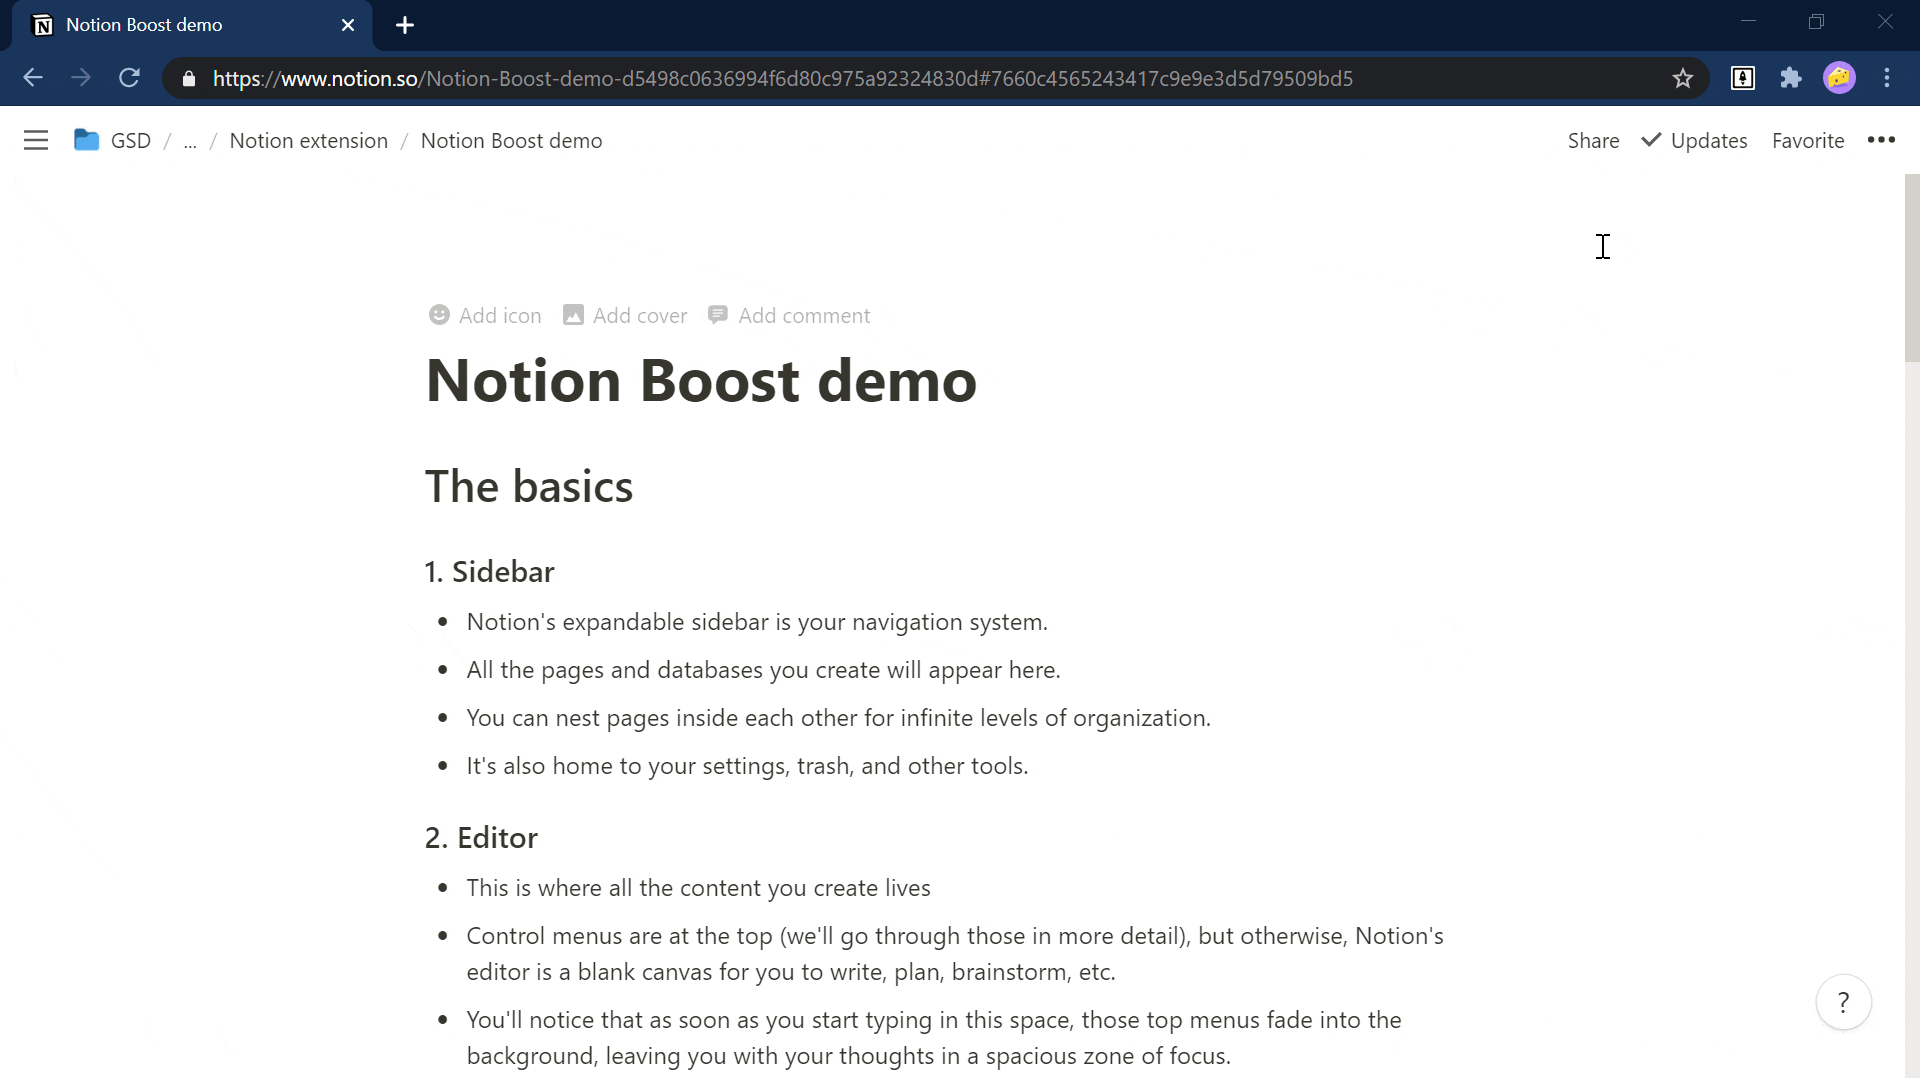 Notion Boost demo
https://www.notion.so/Notion-Boost-demo-d5498c0636994f6d80c975a92324830d#7660c4565243417c9e9e3d5d79509bd5
GSD / ... / Notion extension / Notion Boost demo
Share Updates Favorite
Add icon Add cover Add comment
Notion Boost demo
The basics
1. Sidebar
• Notion's expandable sidebar is your navigation system.
• All the pages and databases you create will appear here.
• You can nest pages inside each other for infinite levels of organization.
• It's also home to your settings, trash, and other tools.
2. Editor
• This is where all the content you create lives
• Control menus are at the top (we'll go through those in more detail), but otherwise, Notion's
editor is a blank canvas for you to write, plan, brainstorm, etc.
• You'll notice that as soon as you start typing in this space, those top menus fade into the
background, leaving you with your thoughts in a spacious zone of focus.
?